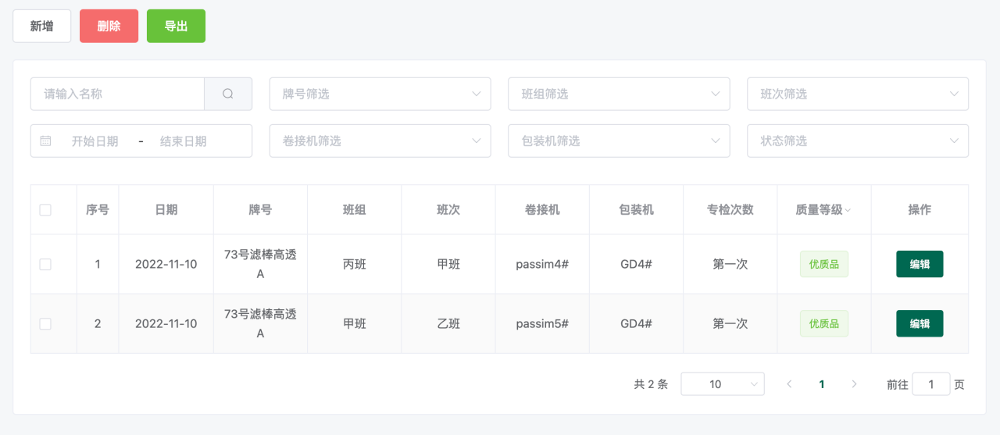 新增 删除 导出
请输入名称 牌号筛选 班组筛选 班次筛选
开始日期 - 结束日期 卷接机筛选 包装机筛选 状态筛选
序号 日期 牌号 班组 班次 卷接机 包装机 专检次数 质量等级 操作
1 2022-11-10 73号滤棒高透A 丙班 甲班 passim4# GD4# 第一次 优质品 编辑
2 2022-11-10 73号滤棒高透A 甲班 乙班 passim5# GD4# 第一次 优质品 编辑
共 2 条 10 1 前往 1 页